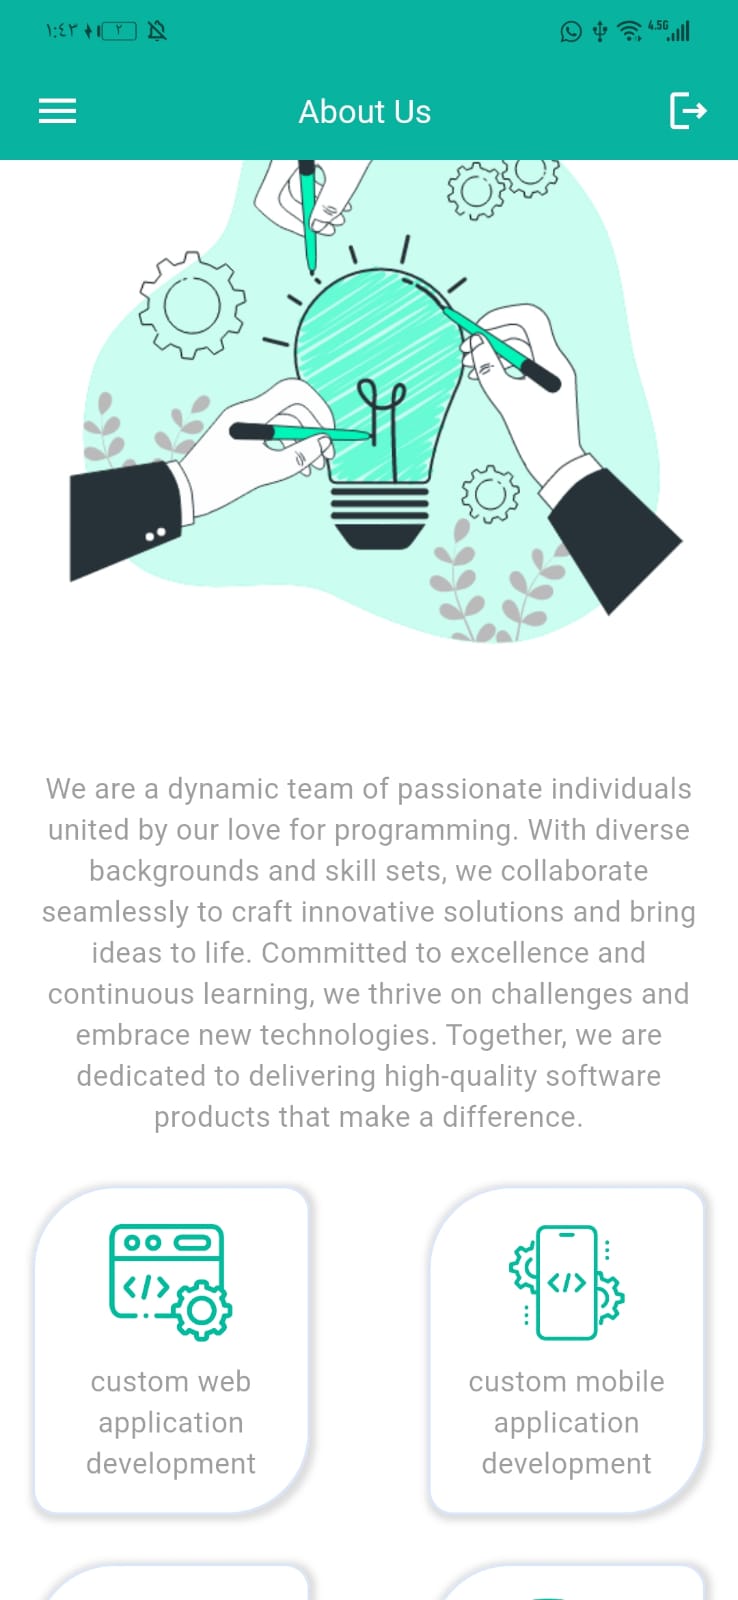 ١:٤٣
٢
4.5G
About Us
We are a dynamic team of passionate individuals
united by our love for programming. With diverse
backgrounds and skill sets, we collaborate
seamlessly to craft innovative solutions and bring
ideas to life. Committed to excellence and
continuous learning, we thrive on challenges and
embrace new technologies. Together, we are
dedicated to delivering high-quality software
products that make a difference.
</>
custom web
application
development
</>
custom mobile
application
development